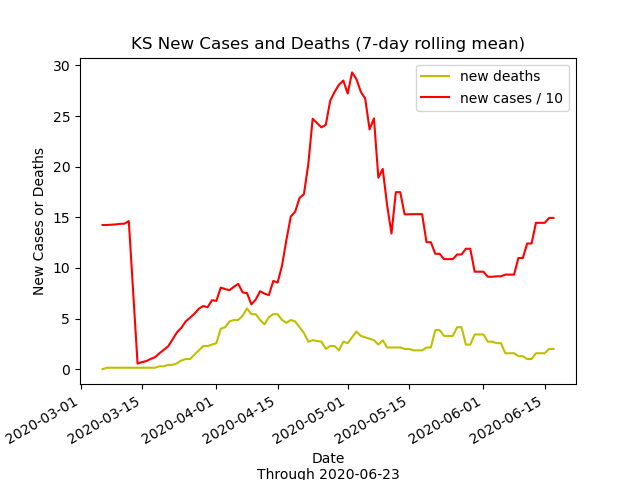 KS New Cases and Deaths (7-day rolling mean)
30
25
20
15
10
5
0
New Cases or Deaths
new deaths
new cases / 10
2020-03-01
2020-03-15
2020-04-01
2020-04-15
2020-05-01
2020-05-15
2020-06-01
2020-06-15
Date
Through 2020-06-23